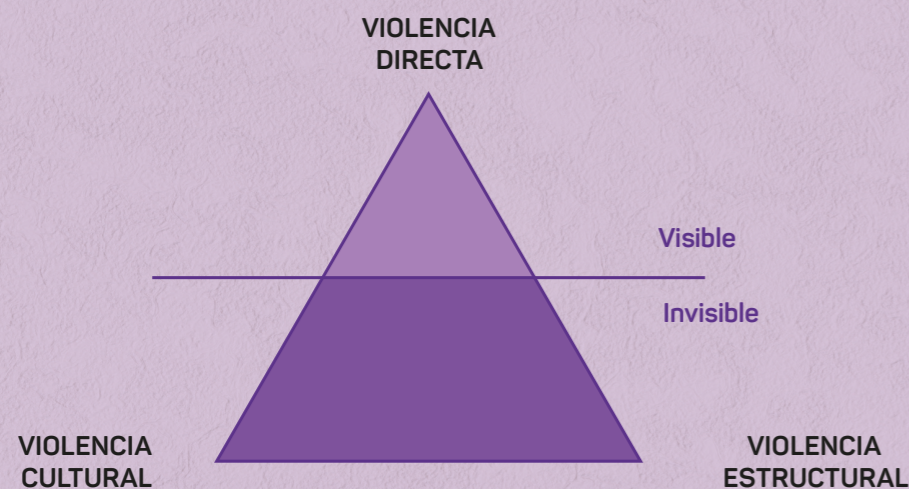 VIOLENCIA
DIRECTA
Visible
Invisible
VIOLENCIA
CULTURAL
VIOLENCIA
ESTRUCTURAL